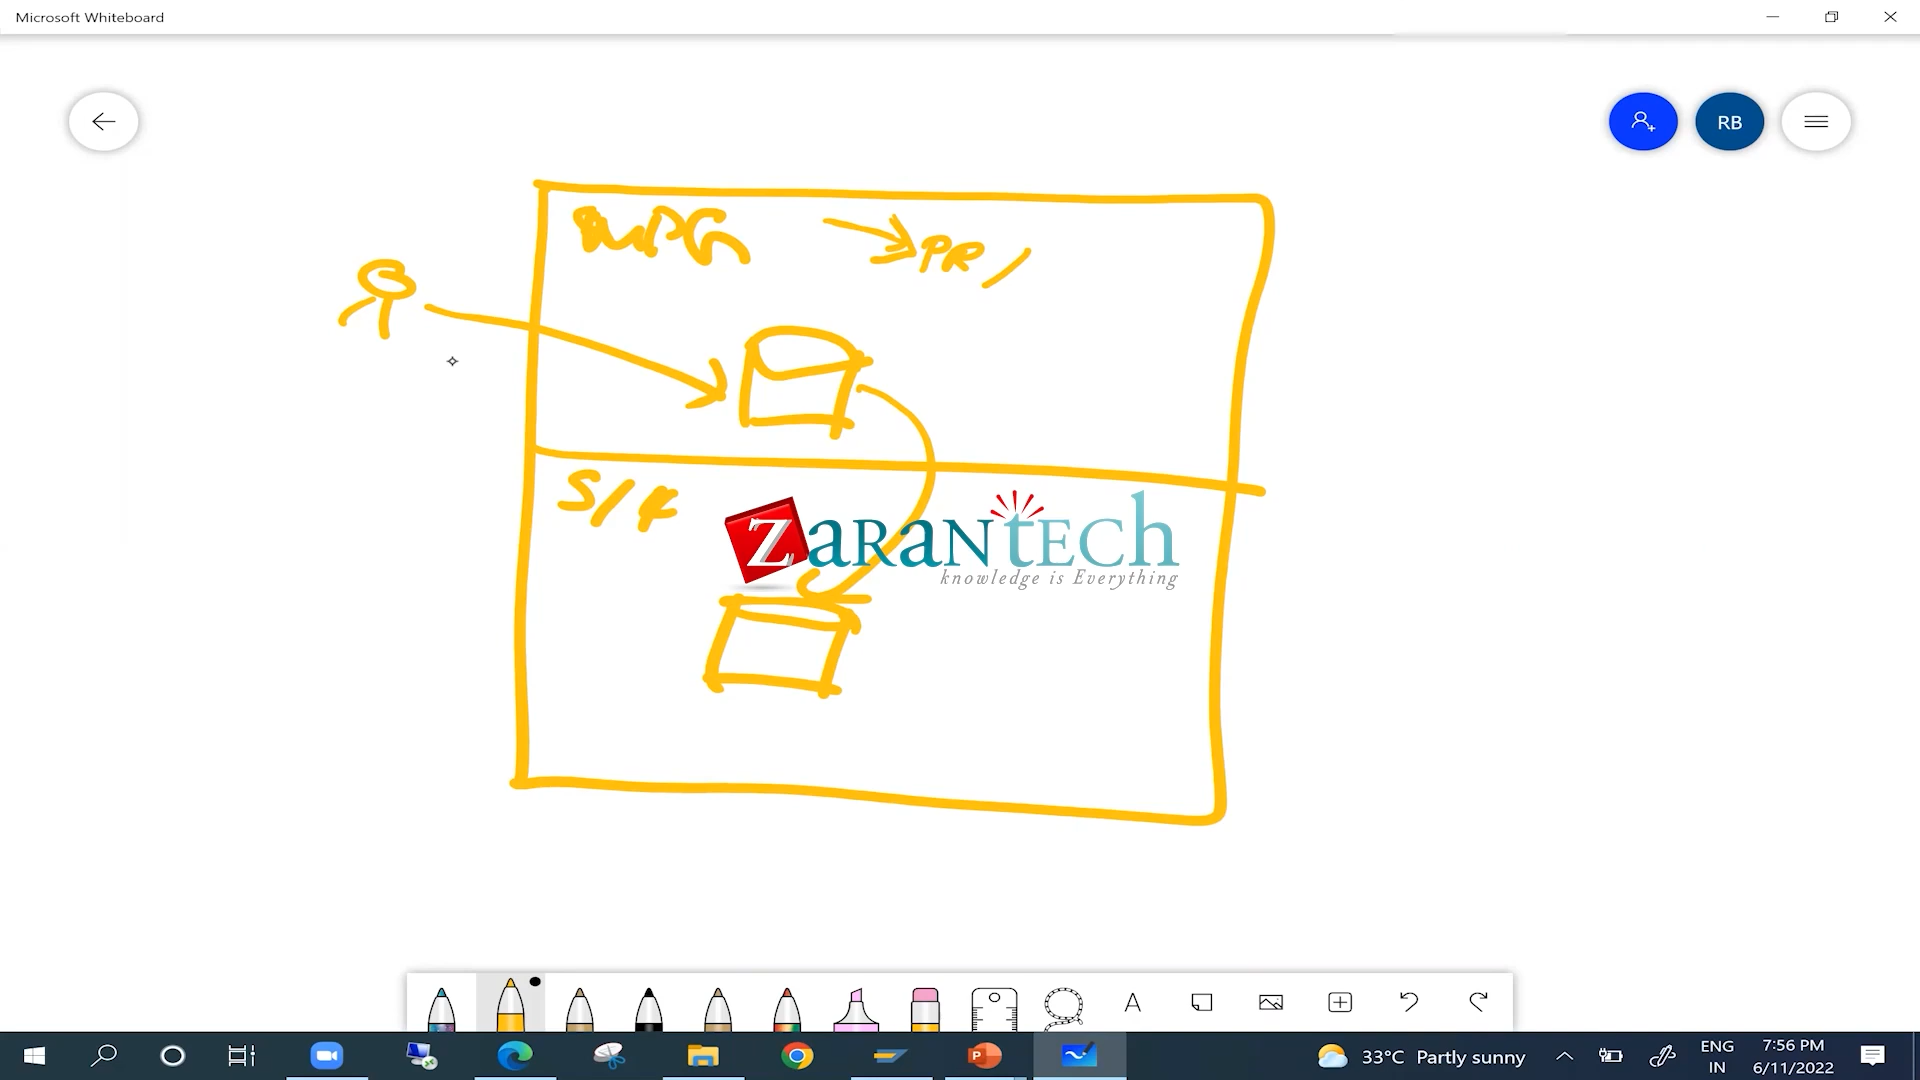 Microsoft Whiteboard
RB
MDG → PR /
S/4
ZaranTech
knowledge is Everything
A
33°C Partly sunny
ENG
IN
7:56 PM
6/11/2022